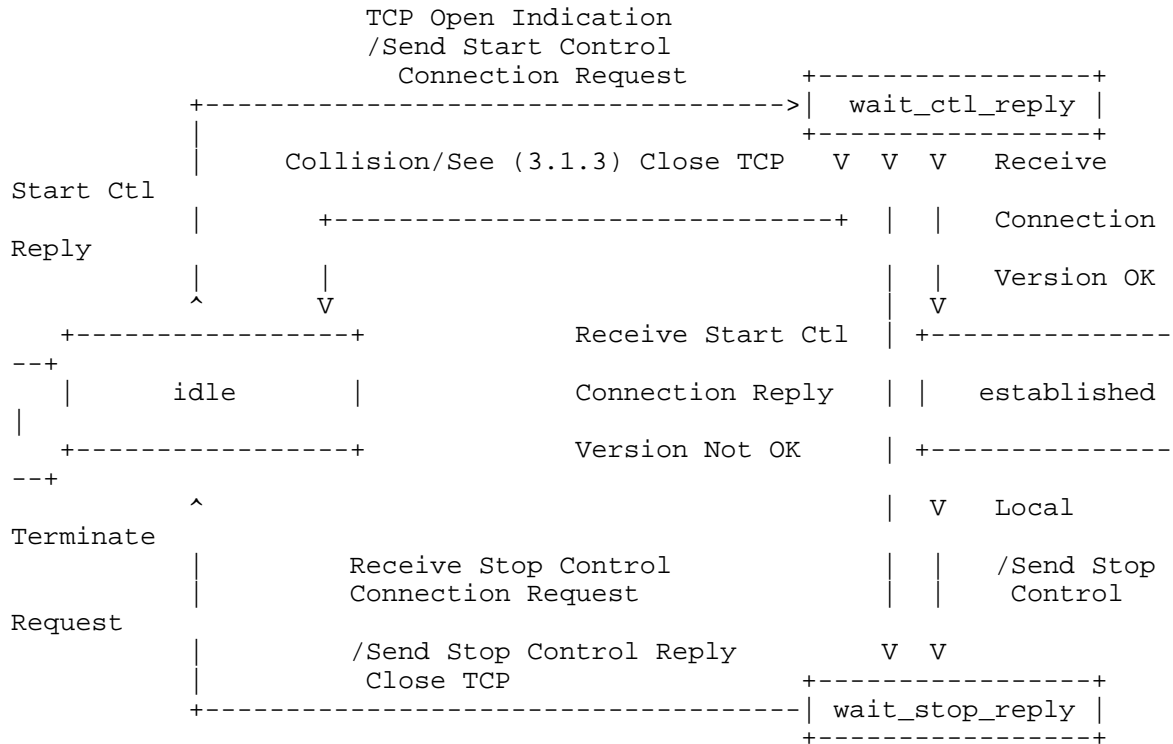 TCP Open Indication
/Send Start Control
Connection Request
wait_ctl_reply
Collision/See (3.1.3) Close TCP V V V Receive
Start Ctl
Connection
Reply
Version OK
^ V V
Receive Start Ctl
idle Connection Reply established
Version Not OK
^ V Local
Terminate
Receive Stop Control /Send Stop
Connection Request Control
Request
/Send Stop Control Reply V V
Close TCP
wait_stop_reply